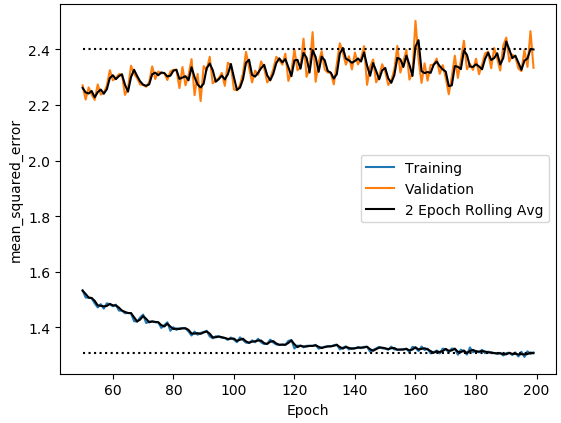 2.4
2.2
2.0
1.8
1.6
1.4
mean_squared_error
Training
Validation
2 Epoch Rolling Avg
60 80 100 120 140 160 180 200
Epoch